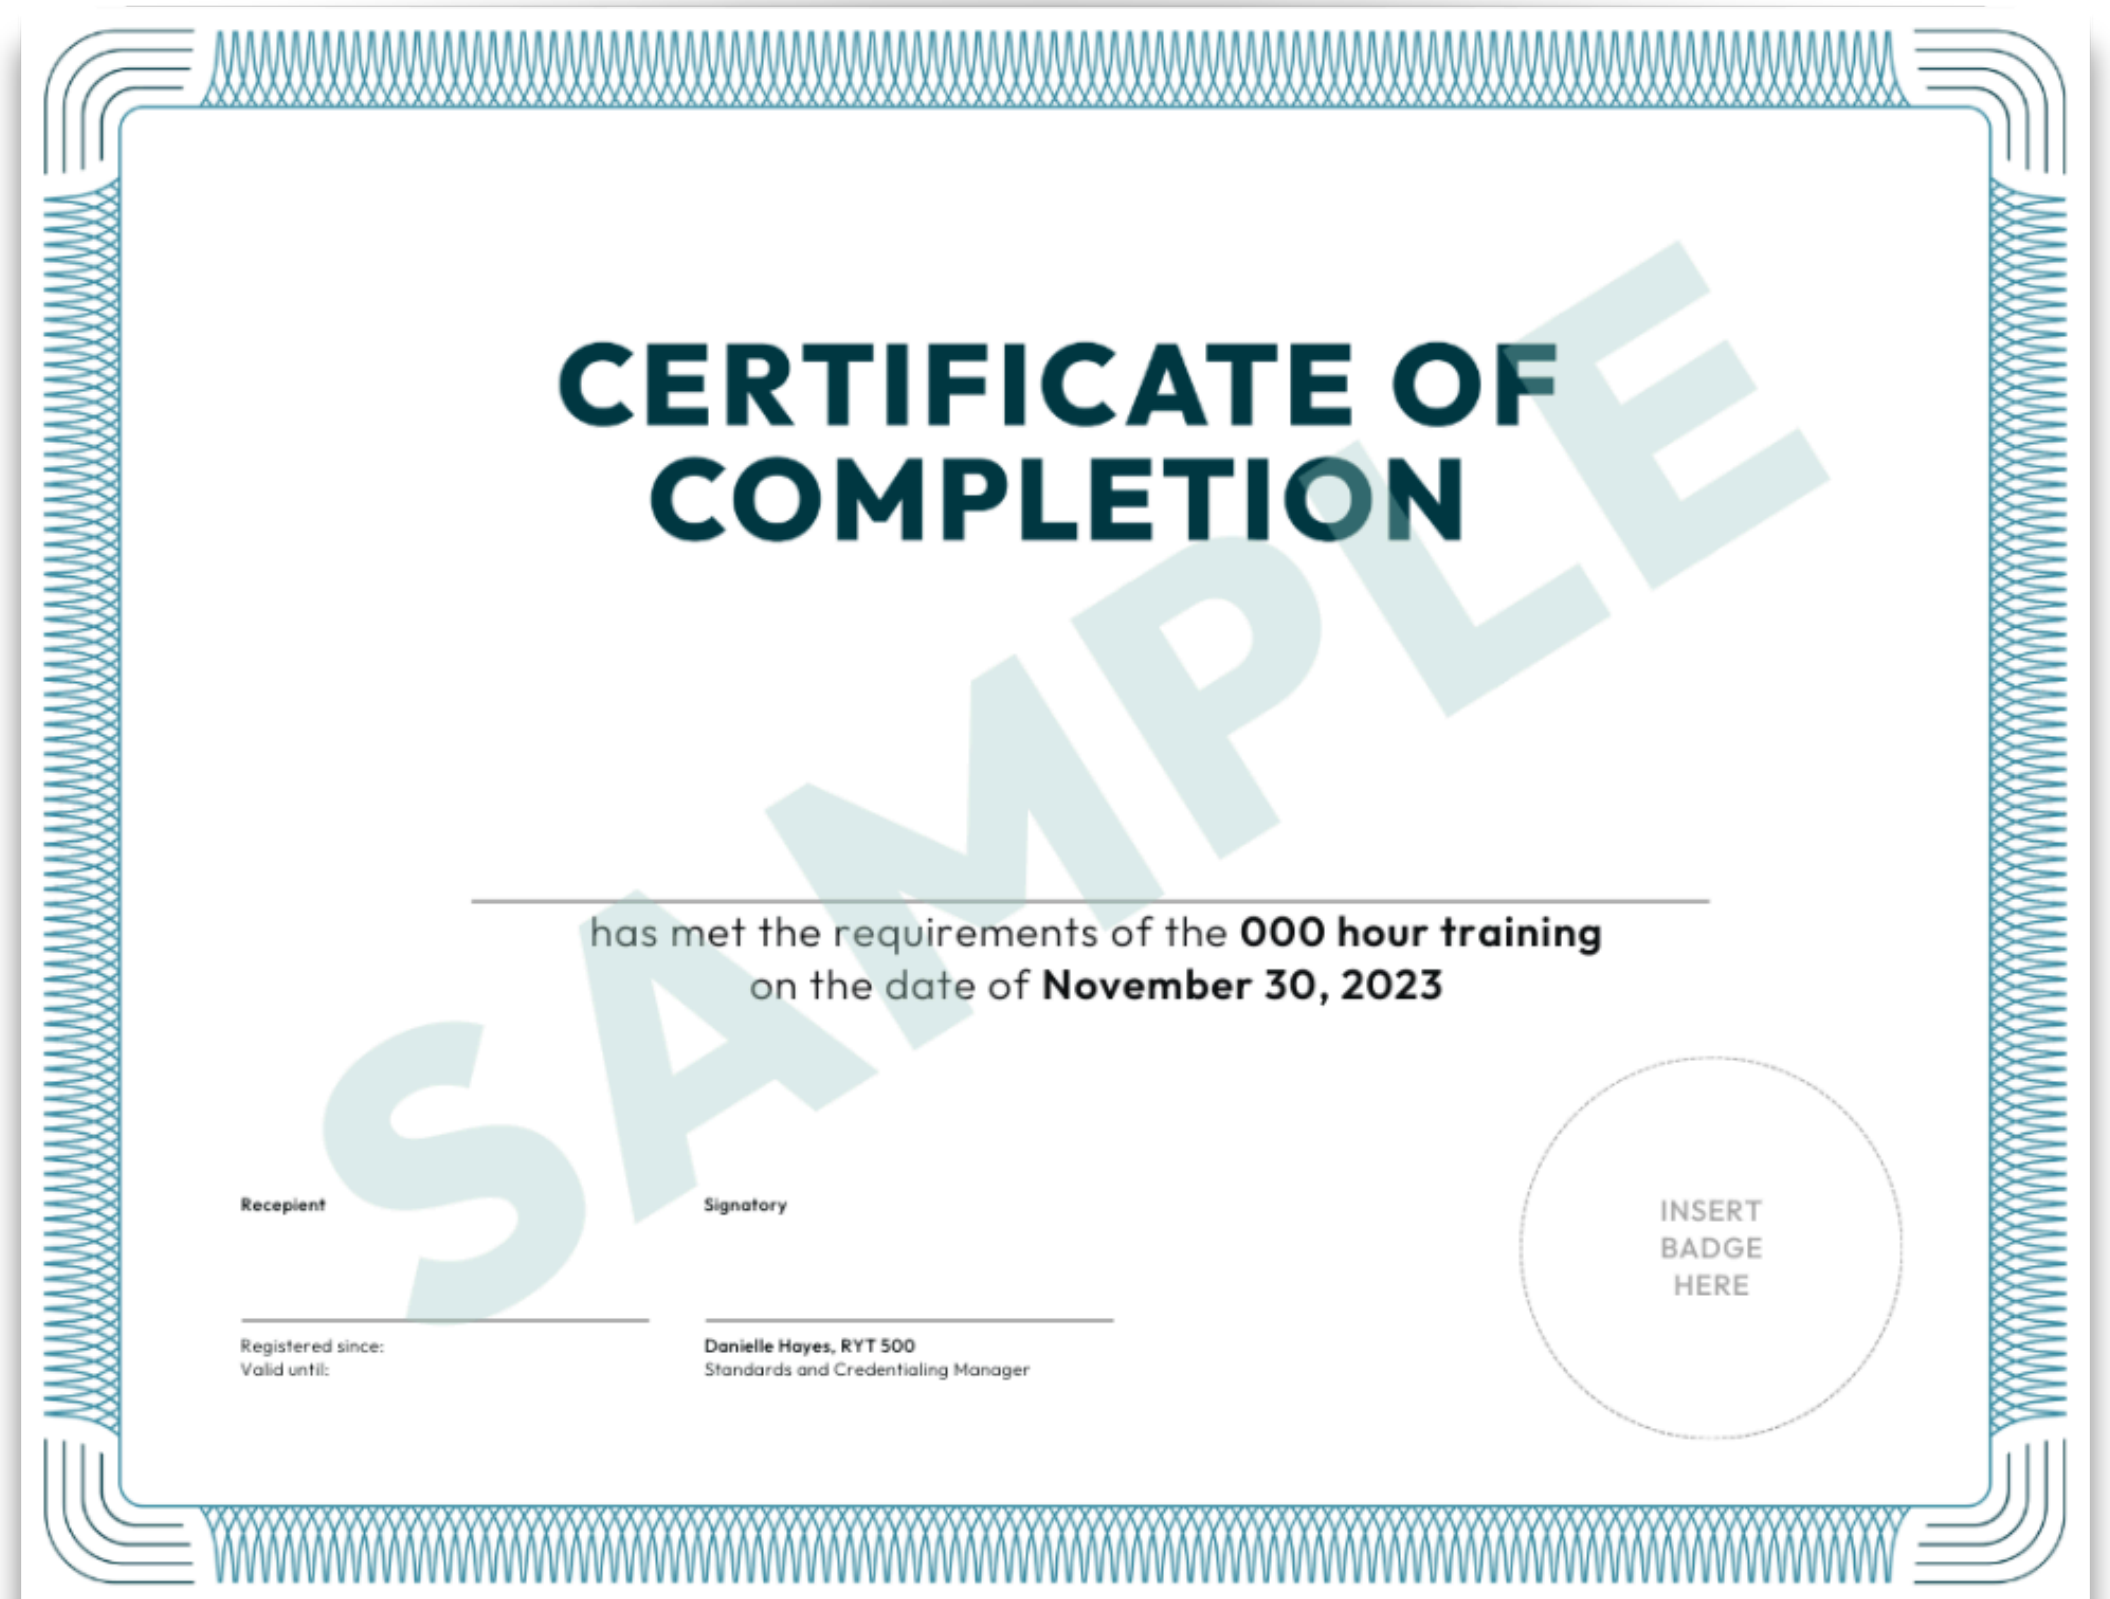 CERTIFICATE OF
COMPLETION
SAMPLE
has met the requirements of the 000 hour training
on the date of November 30, 2023
Recepient
Signatory
Registered since:
Valid until:
Danielle Hayes, RYT 500
Standards and Credentialing Manager
INSERT
BADGE
HERE